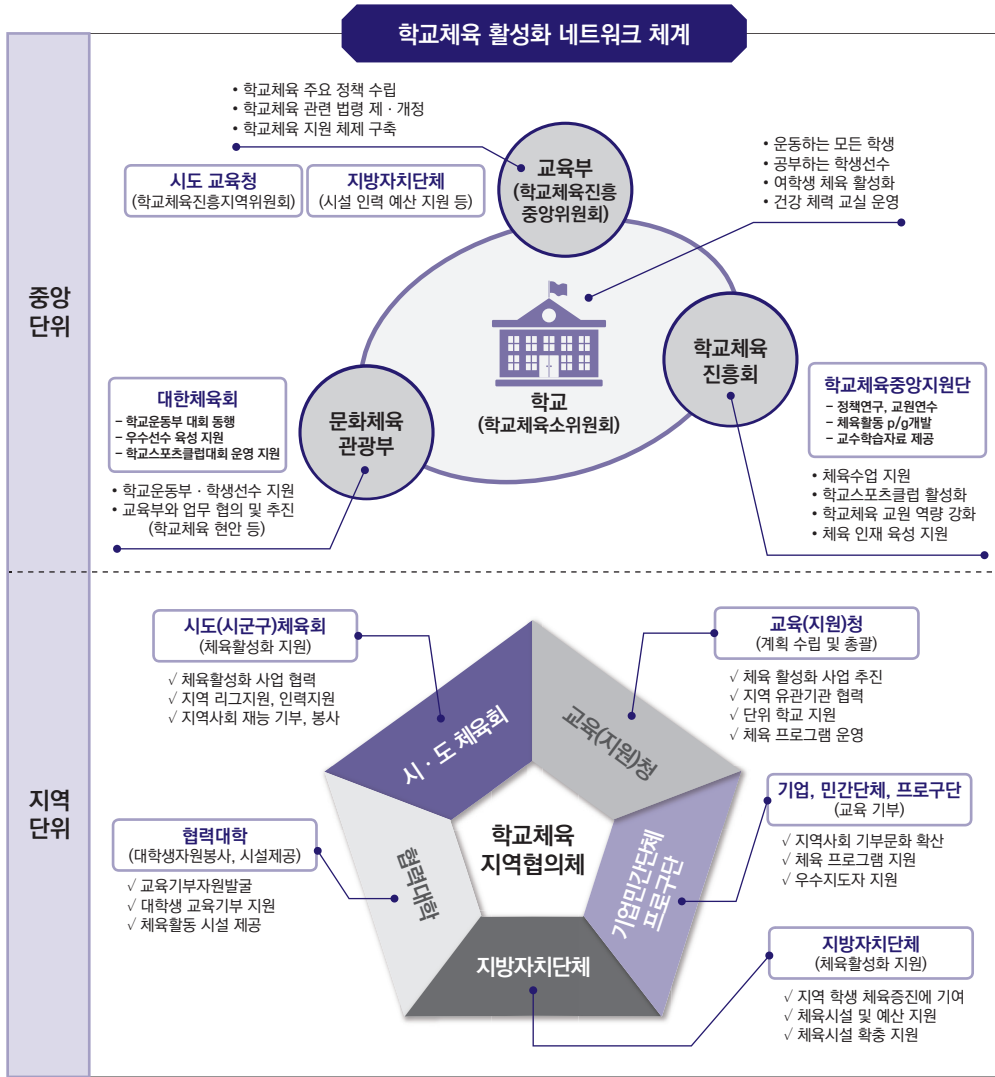 학교체육 활성화 네트워크 체계
중앙
단위
• 학교체육 주요 정책 수립
• 학교체육 관련 법령 제 · 개정
• 학교체육 지원 체제 구축
시도 교육청
(학교체육진흥지역위원회)
지방자치단체
(시설 인력 예산 지원 등)
교육부
(학교체육진흥
중앙위원회)
• 운동하는 모든 학생
• 공부하는 학생선수
• 여학생 체육 활성화
• 건강 체력 교실 운영
학교
(학교체육소위원회)
학교체육
진흥회
문화체육
관광부
대한체육회
– 학교운동부 대회 동행
– 우수선수 육성 지원
– 학교스포츠클럽대회 운영 지원
• 학교운동부 · 학생선수 지원
• 교육부와 업무 협의 및 추진
(학교체육 현안 등)
학교체육중앙지원단
– 정책연구, 교원연수
– 체육활동 p/g개발
– 교수학습자료 제공
• 체육수업 지원
• 학교스포츠클럽 활성화
• 학교체육 교원 역량 강화
• 체육 인재 육성 지원
지역
단위
시도(시군구)체육회
(체육활성화 지원)
√ 체육활성화 사업 협력
√ 지역 리그지원, 인력지원
√ 지역사회 재능 기부, 봉사
교육(지원)청
(계획 수립 및 총괄)
√ 체육 활성화 사업 추진
√ 지역 유관기관 협력
√ 단위 학교 지원
√ 체육 프로그램 운영
시 · 도 체육회
교육(지원)청
학교체육
지역협의체
협력대학
기업민간단체
프로구단
지방자치단체
협력대학
(대학생자원봉사, 시설제공)
√ 교육기부자원발굴
√ 대학생 교육기부 지원
√ 체육활동 시설 제공
기업, 민간단체, 프로구단
(교육 기부)
√ 지역사회 기부문화 확산
√ 체육 프로그램 지원
√ 우수지도자 지원
지방자치단체
(체육활성화 지원)
√ 지역 학생 체육증진에 기여
√ 체육시설 및 예산 지원
√ 체육시설 확충 지원